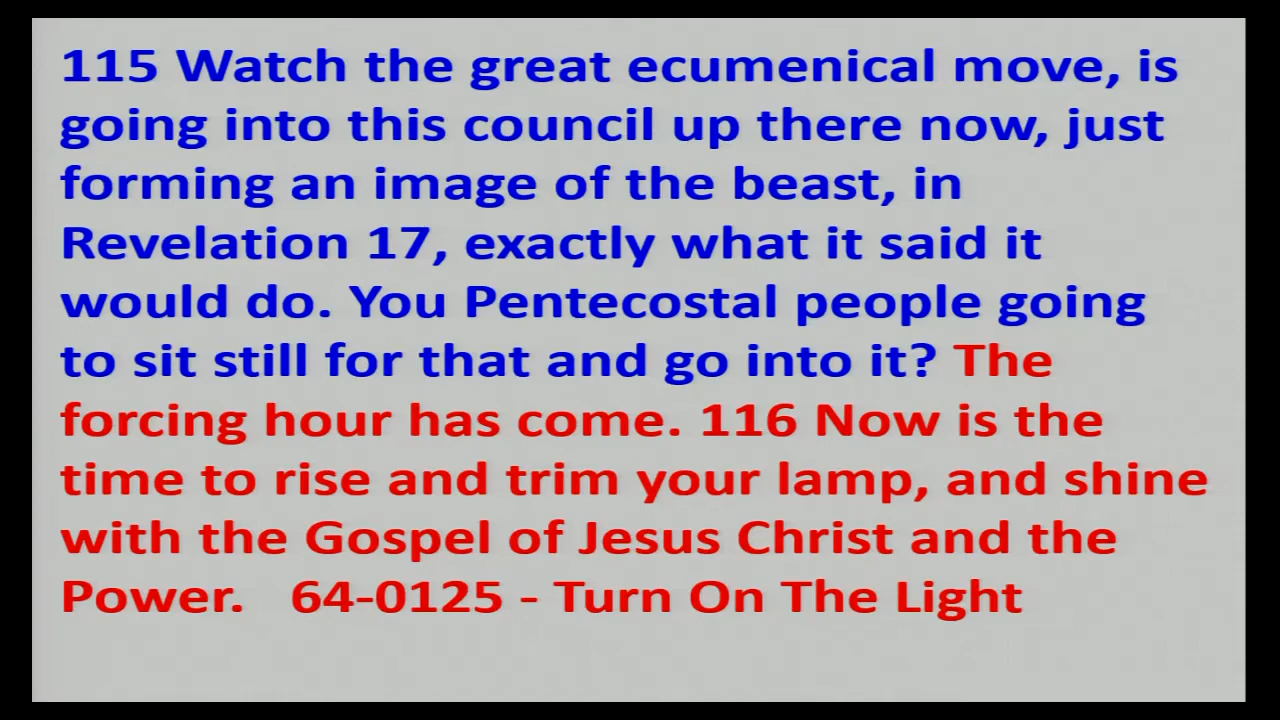 115 Watch the great ecumenical move, is
going into this council up there now, just
forming an image of the beast, in
Revelation 17, exactly what it said it
would do. You Pentecostal people going
to sit still for that and go into it? The
forcing hour has come. 116 Now is the
time to rise and trim your lamp, and shine
with the Gospel of Jesus Christ and the
Power. 64-0125 - Turn On The Light